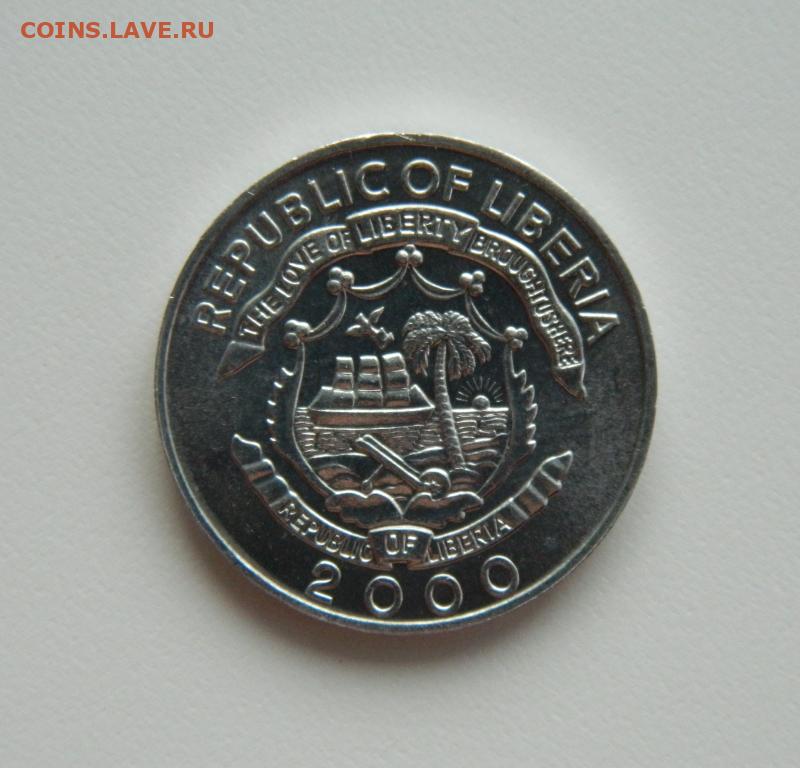 COINS.LAVE.RU
REPUBLIC OF LIBERIA
THE LOVE OF LIBERTY BROUGHT US HERE
REPUBLIC OF LIBERIA
2000